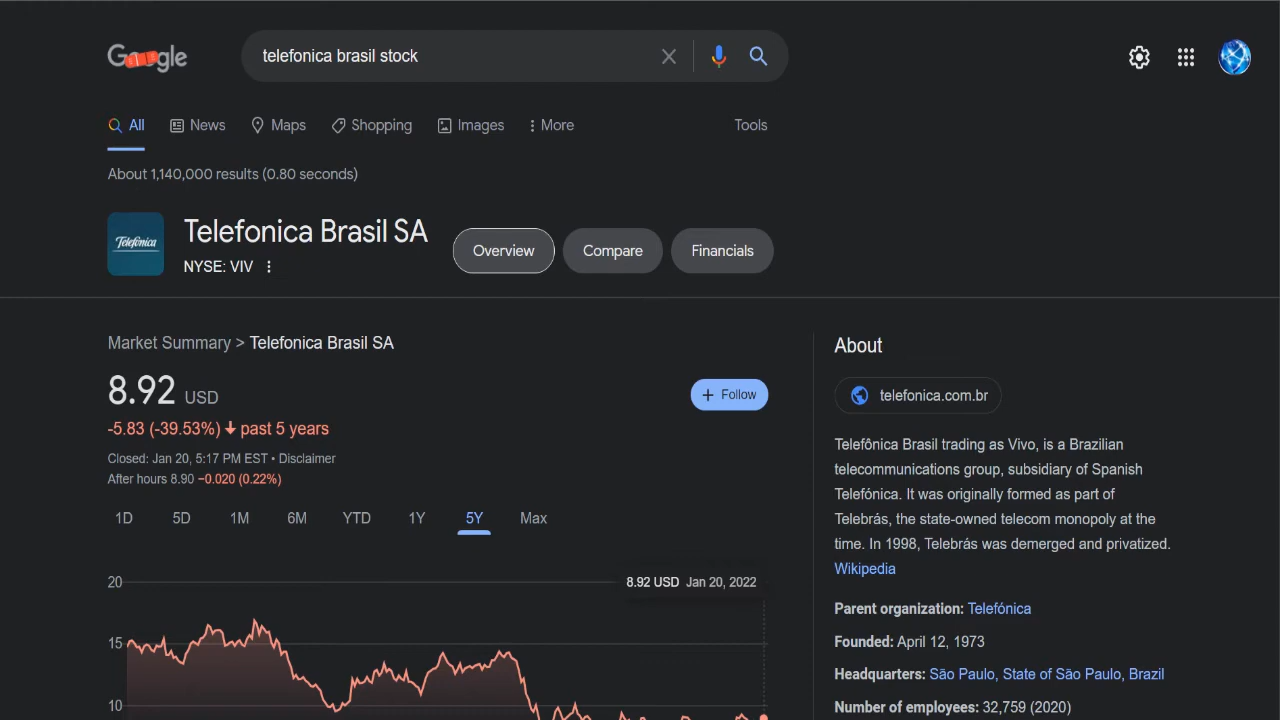 Google
telefonica brasil stock
All News Maps Shopping Images More Tools
About 1,140,000 results (0.80 seconds)
Telefónica
Telefonica Brasil SA
NYSE: VIV
Overview Compare Financials
Market Summary > Telefonica Brasil SA
8.92 USD
+ Follow
-5.83 (-39.53%) past 5 years
Closed: Jan 20, 5:17 PM EST • Disclaimer
After hours 8.90 −0.020 (0.22%)
1D 5D 1M 6M YTD 1Y 5Y Max
20
8.92 USD Jan 20, 2022
15
10
About
telefonica.com.br
Telefônica Brasil trading as Vivo, is a Brazilian
telecommunications group, subsidiary of Spanish
Telefónica. It was originally formed as part of
Telebrás, the state-owned telecom monopoly at the
time. In 1998, Telebrás was demerged and privatized.
Wikipedia
Parent organization: Telefónica
Founded: April 12, 1973
Headquarters: São Paulo, State of São Paulo, Brazil
Number of employees: 32,759 (2020)